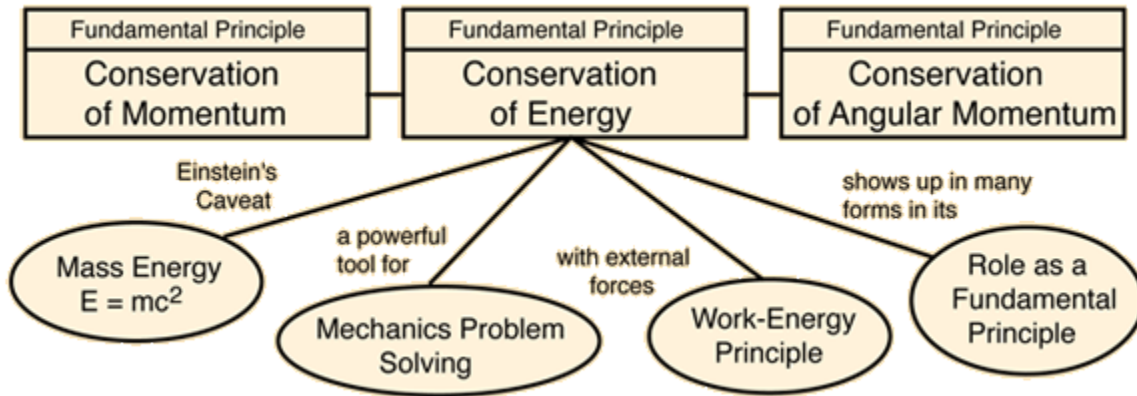 Fundamental Principle
Conservation
of Momentum
Fundamental Principle
Conservation
of Energy
Fundamental Principle
Conservation
of Angular Momentum
Einstein's
Caveat
a powerful
tool for
with external
forces
shows up in many
forms in its
Mass Energy
E = mc²
Mechanics Problem
Solving
Work-Energy
Principle
Role as a
Fundamental
Principle